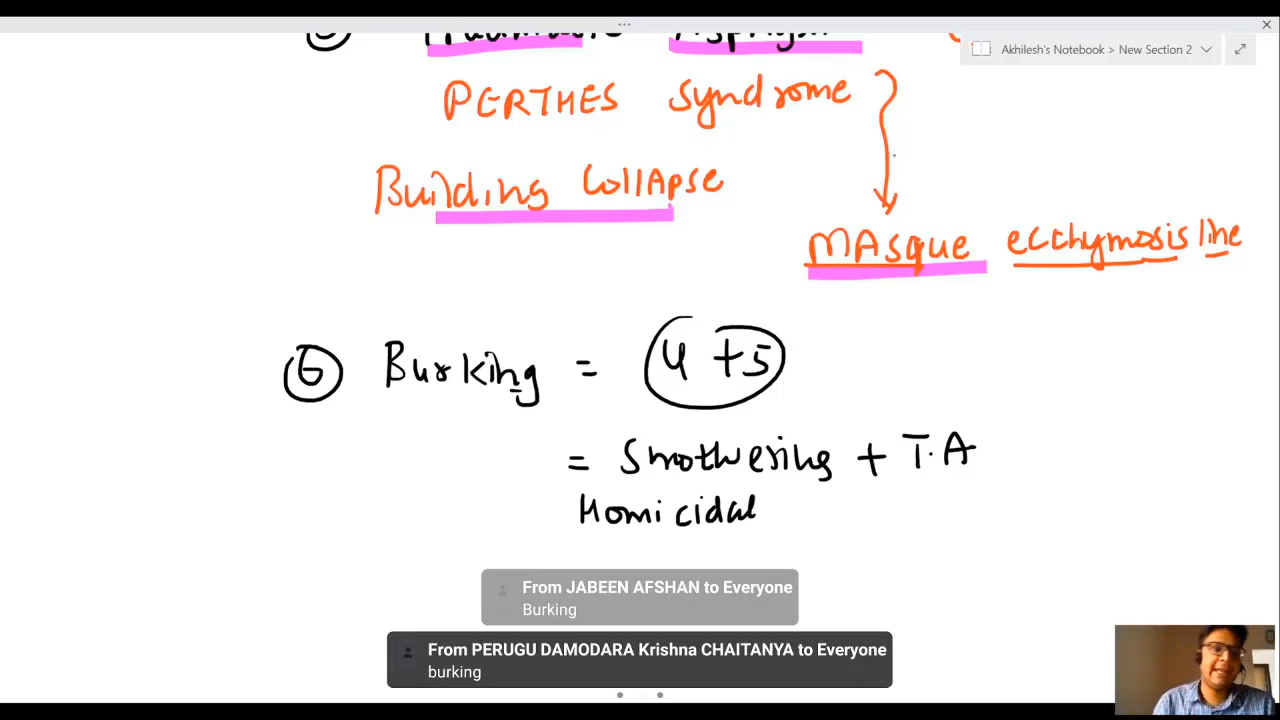 Akhilesh's Notebook > New Section 2
PERTHES Syndrome
Building CollApse
MAsque ecchymosis line
6 Burking = 4 + 5
= Smothering + T.A
Homicidal
From JABEEN AFSHAN to Everyone
Burking
From PERUGU DAMODARA Krishna CHAITANYA to Everyone
burking